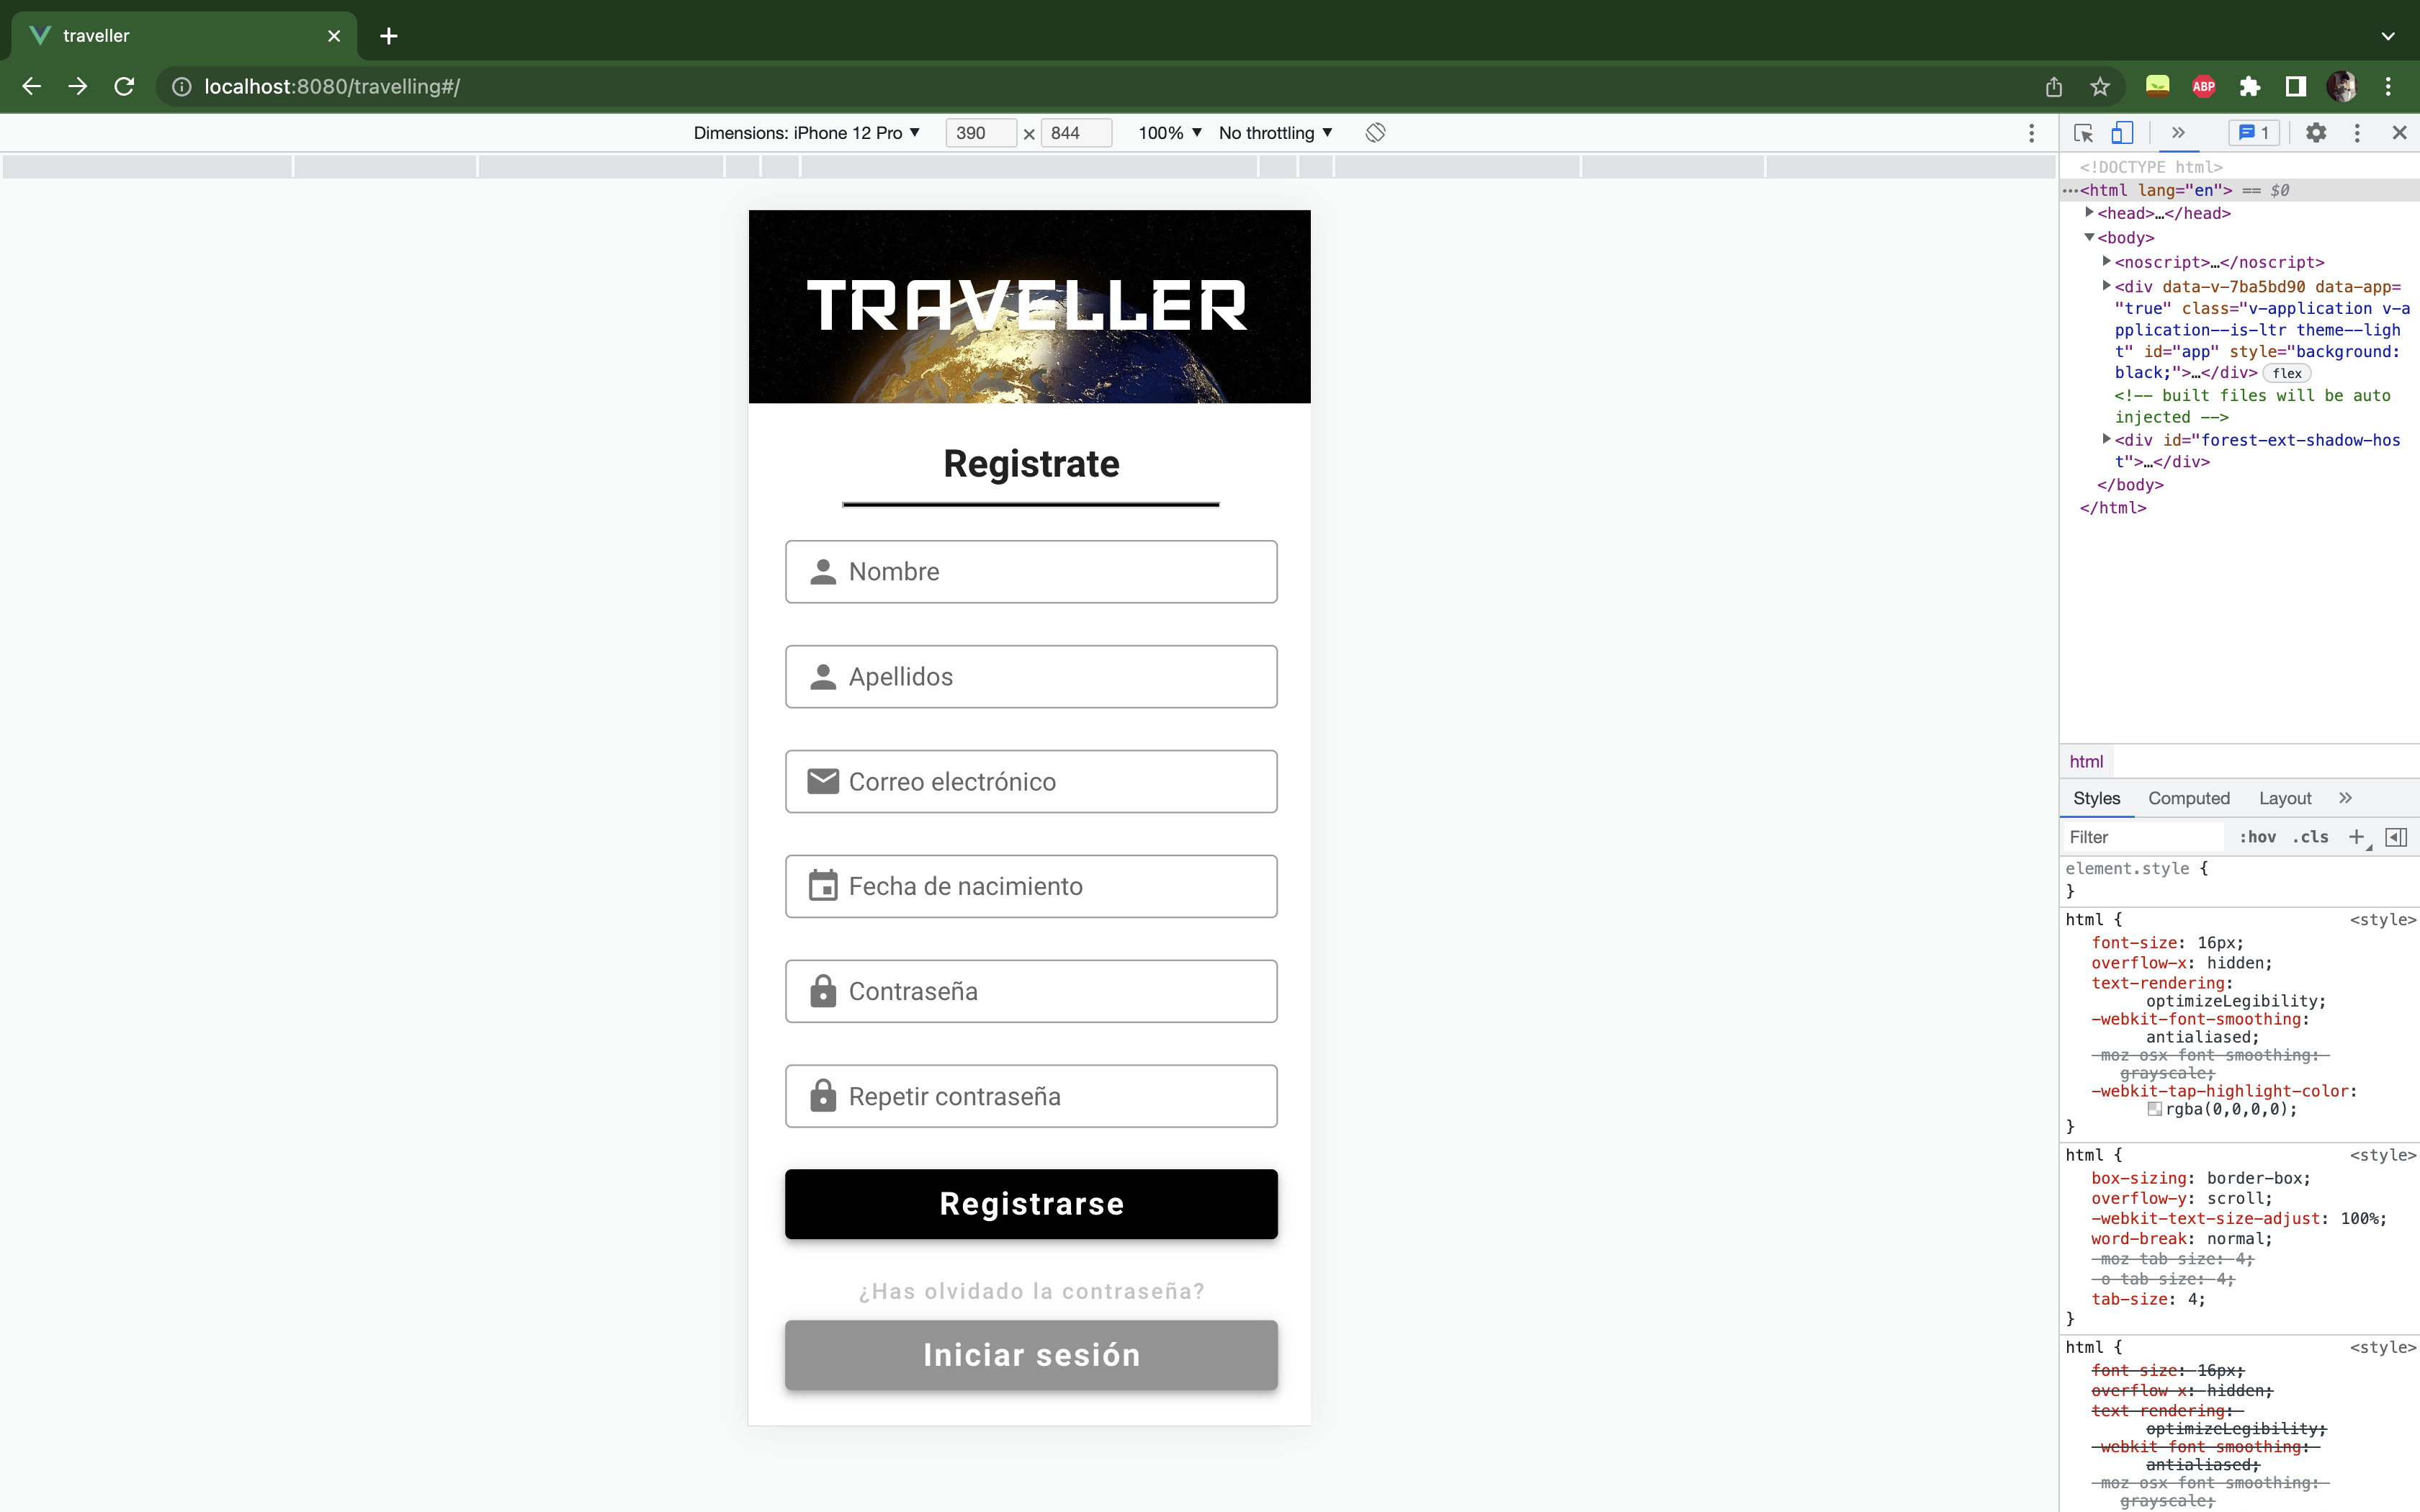 traveller
localhost:8080/travelling#/
ABP
Dimensions: iPhone 12 Pro 390 × 844 100% No throttling
1
TRAVELLER
Registrate
Nombre
Apellidos
Correo electrónico
Fecha de nacimiento
Contraseña
Repetir contraseña
Registrarse
¿Has olvidado la contraseña?
Iniciar sesión
<!DOCTYPE html>
<html lang="en"> == $0
<head>…</head>
<body>
<noscript>…</noscript>
<div data-v-7ba5bd90 data-app=
"true" class="v-application v-a
pplication--is-ltr theme--ligh
t" id="app" style="background:
black;">…</div> flex
<!-- built files will be auto
injected -->
<div id="forest-ext-shadow-hos
t">…</div>
</body>
</html>
html
Styles Computed Layout
Filter :hov .cls
element.style {
}
html { <style>
font-size: 16px;
overflow-x: hidden;
text-rendering:
optimizeLegibility;
-webkit-font-smoothing:
antialiased;
-moz-osx-font-smoothing:
grayscale;
-webkit-tap-highlight-color:
rgba(0,0,0,0);
}
html { <style>
box-sizing: border-box;
overflow-y: scroll;
-webkit-text-size-adjust: 100%;
word-break: normal;
-moz-tab-size: 4;
-o-tab-size: 4;
tab-size: 4;
}
html { <style>
font-size: 16px;
overflow-x: hidden;
text-rendering:
optimizeLegibility;
-webkit-font-smoothing:
antialiased;
-moz-osx-font-smoothing:
grayscale;